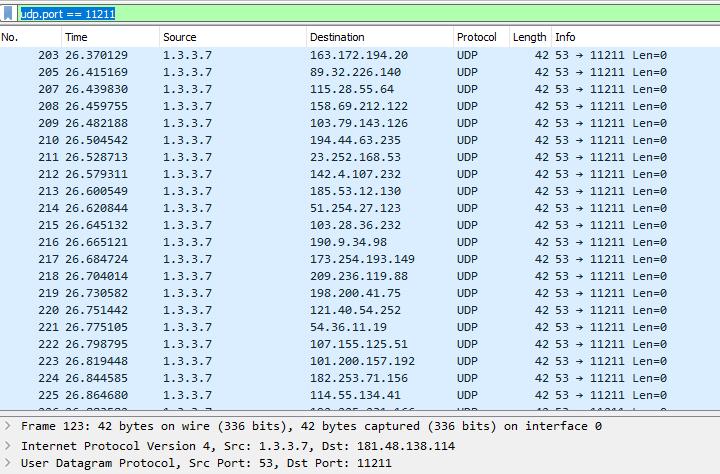 udp.port == 11211
No. Time Source Destination Protocol Length Info
203 26.370129 1.3.3.7 163.172.194.20 UDP 42 53 → 11211 Len=0
205 26.415169 1.3.3.7 89.32.226.140 UDP 42 53 → 11211 Len=0
207 26.439830 1.3.3.7 115.28.55.64 UDP 42 53 → 11211 Len=0
208 26.459755 1.3.3.7 158.69.212.122 UDP 42 53 → 11211 Len=0
209 26.482188 1.3.3.7 103.79.143.126 UDP 42 53 → 11211 Len=0
210 26.504542 1.3.3.7 194.44.63.235 UDP 42 53 → 11211 Len=0
211 26.528713 1.3.3.7 23.252.168.53 UDP 42 53 → 11211 Len=0
212 26.579311 1.3.3.7 142.4.107.232 UDP 42 53 → 11211 Len=0
213 26.600549 1.3.3.7 185.53.12.130 UDP 42 53 → 11211 Len=0
214 26.620844 1.3.3.7 51.254.27.123 UDP 42 53 → 11211 Len=0
215 26.645132 1.3.3.7 103.28.36.232 UDP 42 53 → 11211 Len=0
216 26.665121 1.3.3.7 190.9.34.98 UDP 42 53 → 11211 Len=0
217 26.684724 1.3.3.7 173.254.193.149 UDP 42 53 → 11211 Len=0
218 26.704014 1.3.3.7 209.236.119.88 UDP 42 53 → 11211 Len=0
219 26.730582 1.3.3.7 198.200.41.75 UDP 42 53 → 11211 Len=0
220 26.751442 1.3.3.7 121.40.54.252 UDP 42 53 → 11211 Len=0
221 26.775105 1.3.3.7 54.36.11.19 UDP 42 53 → 11211 Len=0
222 26.798795 1.3.3.7 107.155.125.51 UDP 42 53 → 11211 Len=0
223 26.819448 1.3.3.7 101.200.157.192 UDP 42 53 → 11211 Len=0
224 26.844585 1.3.3.7 182.253.71.156 UDP 42 53 → 11211 Len=0
225 26.864680 1.3.3.7 114.55.134.41 UDP 42 53 → 11211 Len=0
Frame 123: 42 bytes on wire (336 bits), 42 bytes captured (336 bits) on interface 0
Internet Protocol Version 4, Src: 1.3.3.7, Dst: 181.48.138.114
User Datagram Protocol, Src Port: 53, Dst Port: 11211